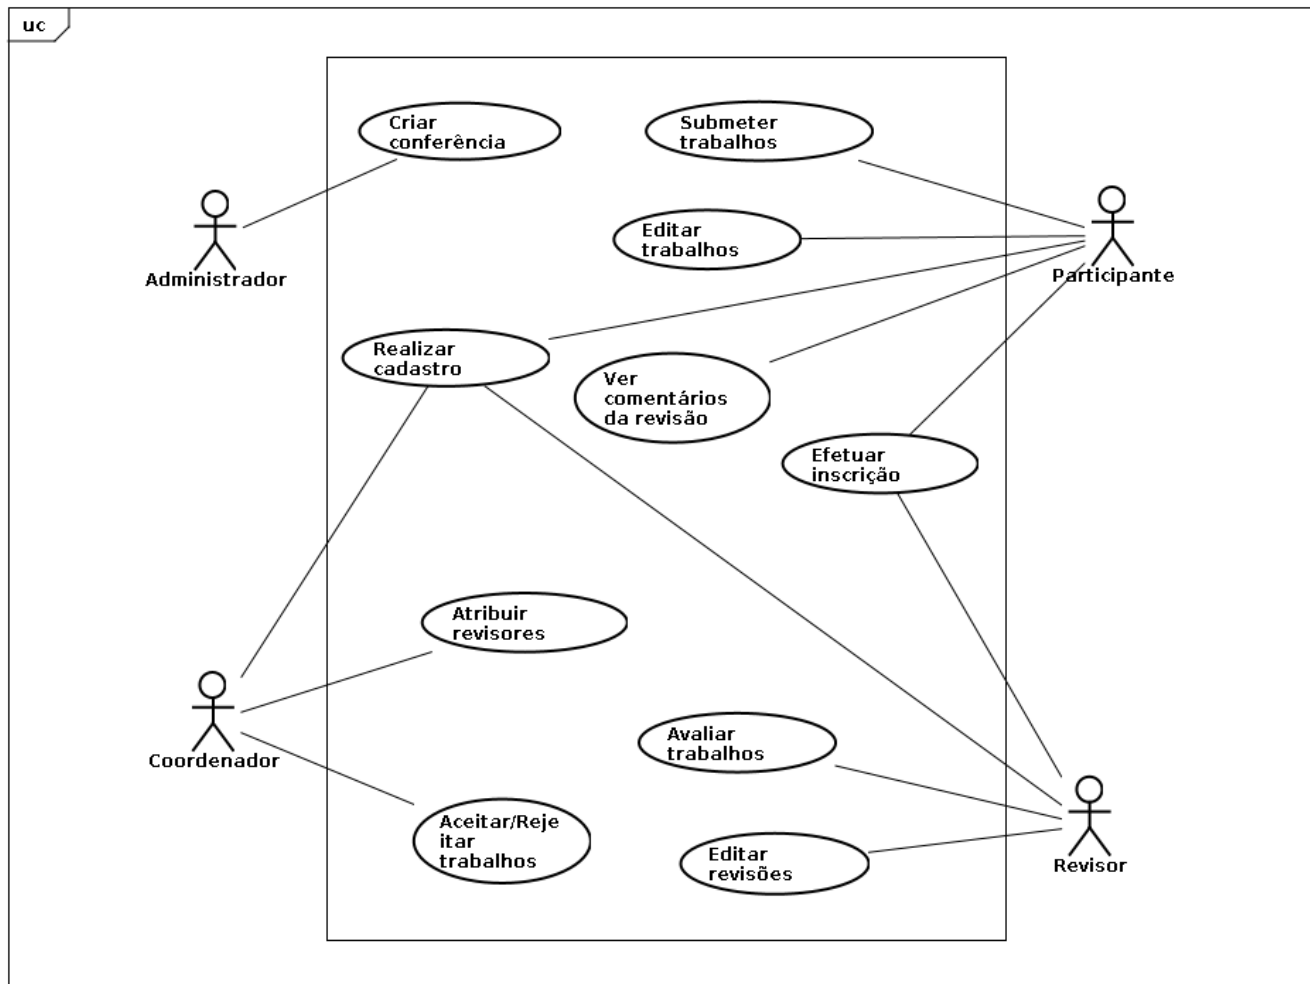 uc
Criar
conferência
Submeter
trabalhos
Administrador
Editar
trabalhos
Participante
Realizar
cadastro
Ver
comentários
da revisão
Efetuar
inscrição
Atribuir
revisores
Coordenador
Avaliar
trabalhos
Aceitar/Reje
itar
trabalhos
Editar
revisões
Revisor